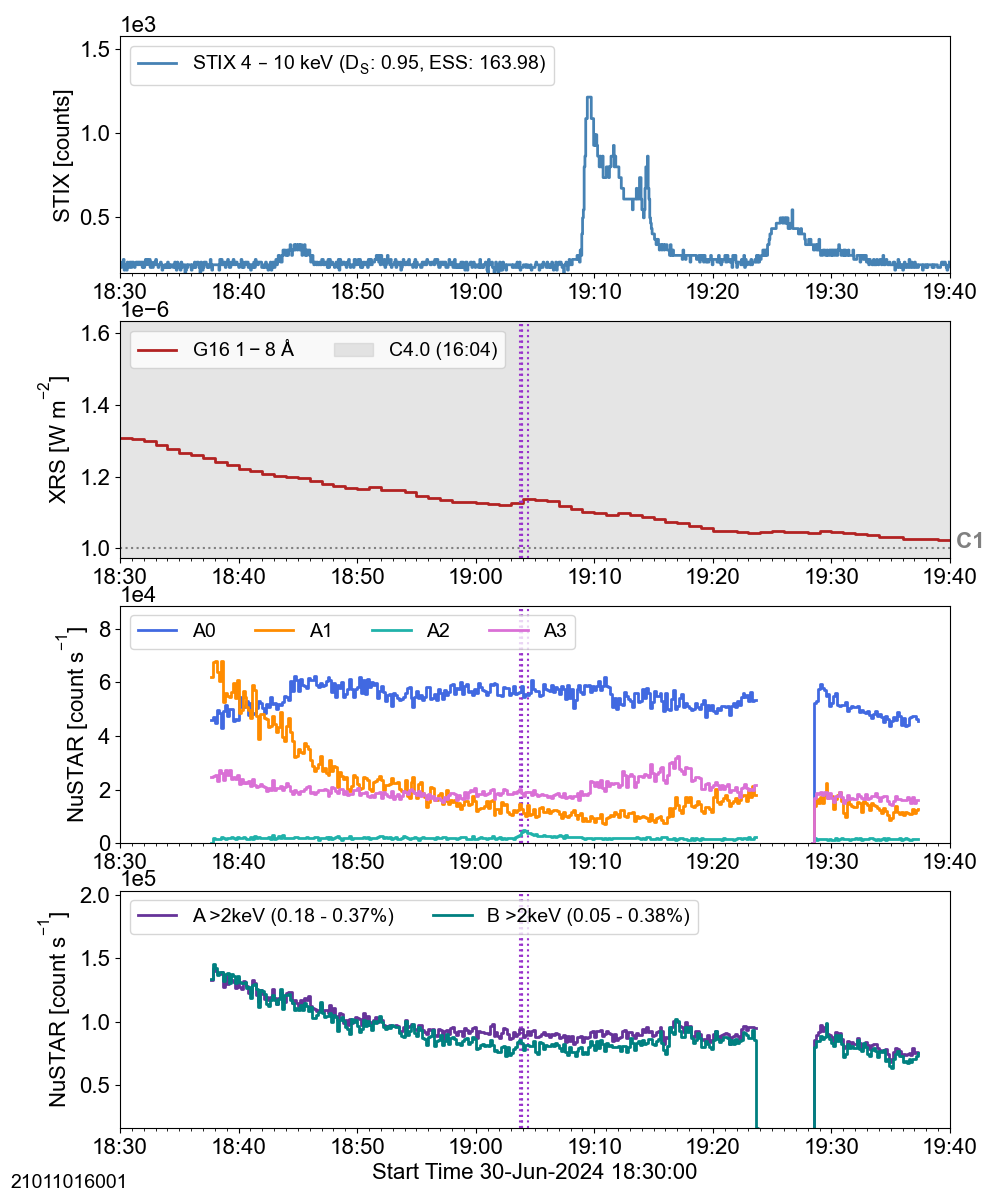 1e3
STIX 4 – 10 keV (D_S: 0.95, ESS: 163.98)
STIX [counts]
1.5
1.0
0.5
18:30 18:40 18:50 19:00 19:10 19:20 19:30 19:40
1e−6
G16 1 – 8 Å C4.0 (16:04)
XRS [W m⁻²]
1.6
1.4
1.2
1.0
C1
18:30 18:40 18:50 19:00 19:10 19:20 19:30 19:40
1e4
A0 A1 A2 A3
NuSTAR [count s⁻¹]
8
6
4
2
0
18:30 18:40 18:50 19:00 19:10 19:20 19:30 19:40
1e5
A >2keV (0.18 - 0.37%) B >2keV (0.05 - 0.38%)
NuSTAR [count s⁻¹]
2.0
1.5
1.0
0.5
18:30 18:40 18:50 19:00 19:10 19:20 19:30 19:40
Start Time 30-Jun-2024 18:30:00
21011016001